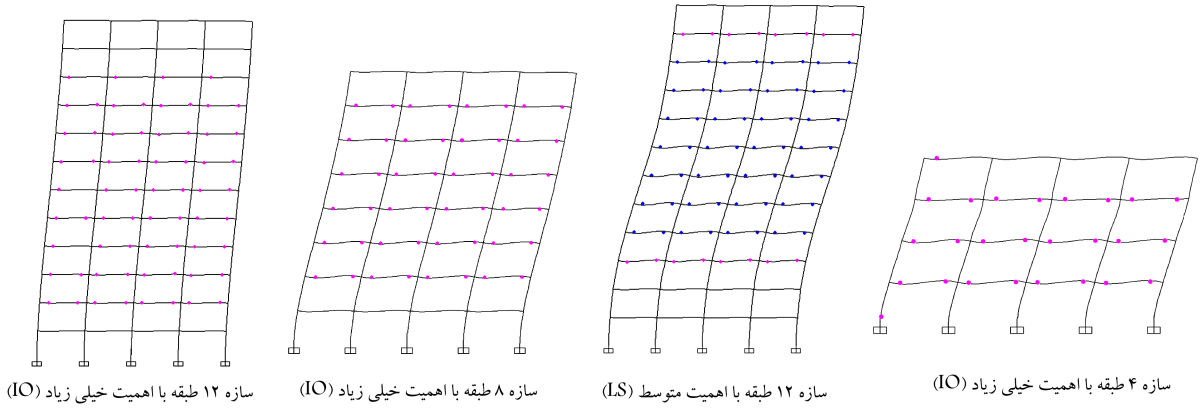 سازه ۱۲ طبقه با اهمیت خیلی زیاد (IO)
سازه ۸ طبقه با اهمیت خیلی زیاد (IO)
سازه ۱۲ طبقه با اهمیت متوسط (LS)
سازه ۴ طبقه با اهمیت خیلی زیاد (IO)